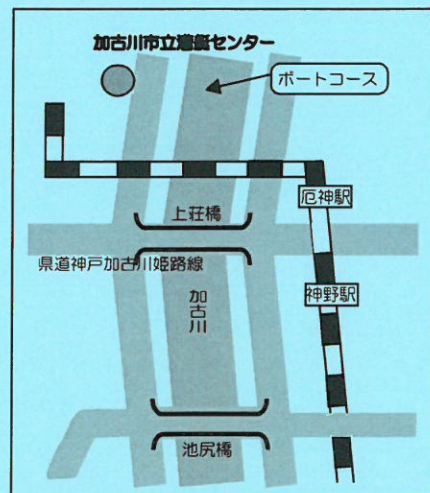 加古川市立漕艇センター
ボートコース
厄神駅
上荘橋
県道神戸加古川姫路線
神野駅
加古川
池尻橋